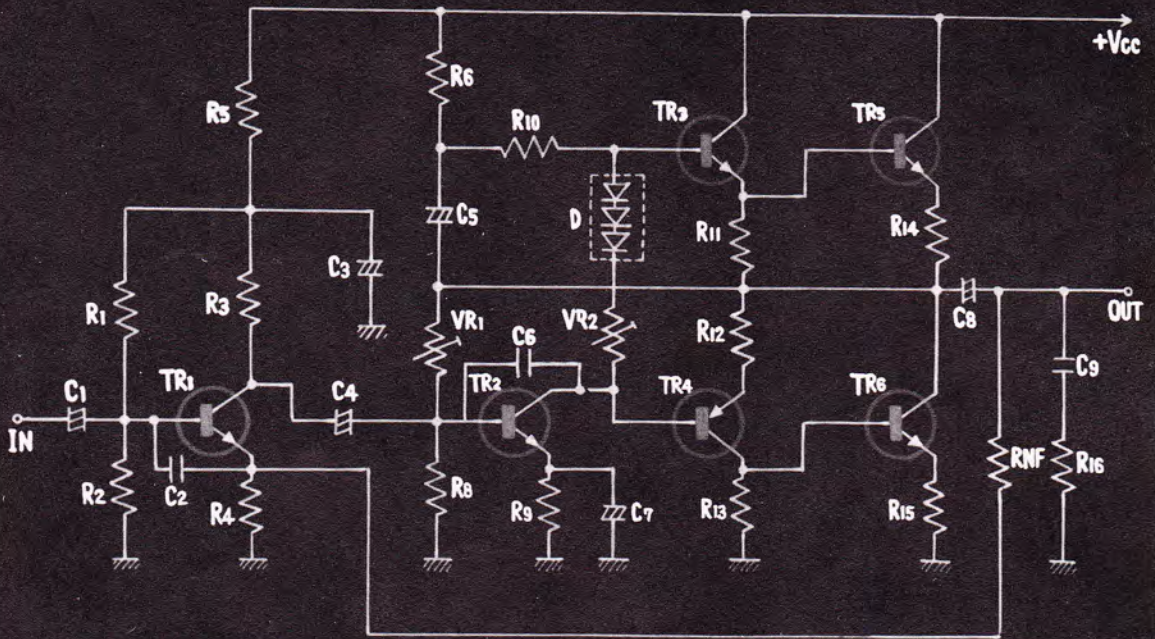 +Vcc
R6
R5
TR3
TR5
R10
C5
D
R11
R14
C3
R1
R3
VR1
C6
VR2
R12
C8
OUT
C9
C1
TR1
C4
TR2
TR4
TR6
IN
R2
C2
R4
R8
R9
C7
R13
R15
RNF
R16